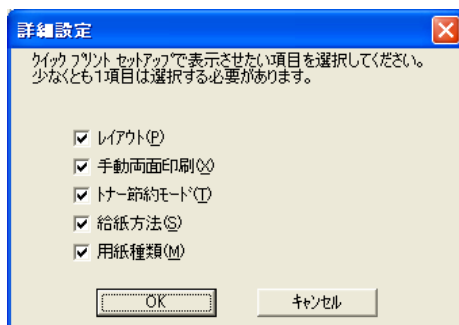 詳細設定
クイック プリント セットアップで表示させたい項目を選択してください。
少なくとも1項目は選択する必要があります。
レイアウト(P)
手動両面印刷(X)
トナー節約モード(T)
給紙方法(S)
用紙種類(M)
OK
キャンセル